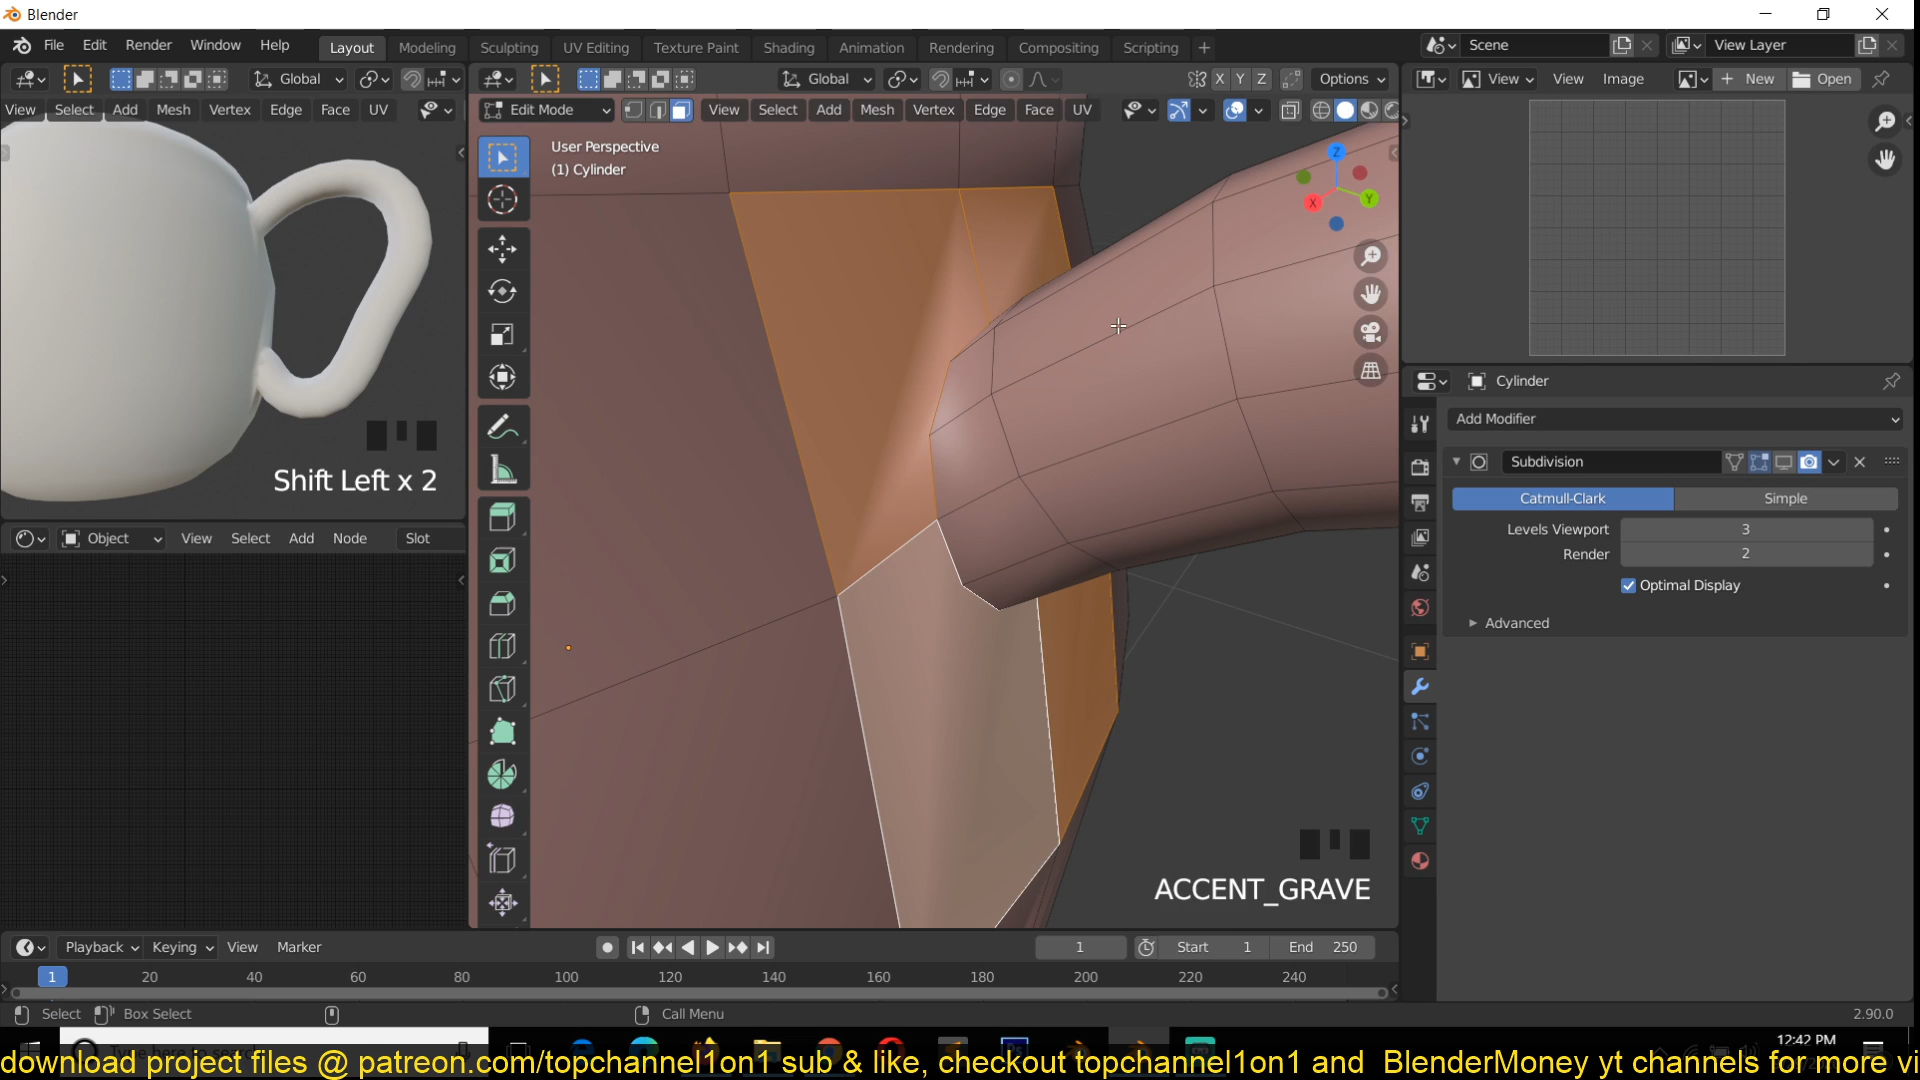 Blender
File Edit Render Window Help Layout Modeling Sculpting UV Editing Texture Paint Shading Animation Rendering Compositing Scripting + Scene View Layer
Global Global X Y Z Options View View Image New Open
View Select Add Mesh Vertex Edge Face UV Edit Mode View Select Add Mesh Vertex Edge Face UV
User Perspective
(1) Cylinder
Z
Y
X
Cylinder
Add Modifier
Subdivision
Catmull-Clark Simple
Levels Viewport 3
Render 2
Optimal Display
Advanced
Shift Left x 2
Object View Select Add Node Slot
ACCENT_GRAVE
Playback Keying View Marker 1 Start 1 End 250
1 20 40 60 80 100 120 140 160 180 200 220 240
Select Box Select Call Menu 2.90.0
12:42 PM
download project files @ patreon.com/topchannel1on1 sub & like, checkout topchannel1on1 and BlenderMoney yt channels for more vi